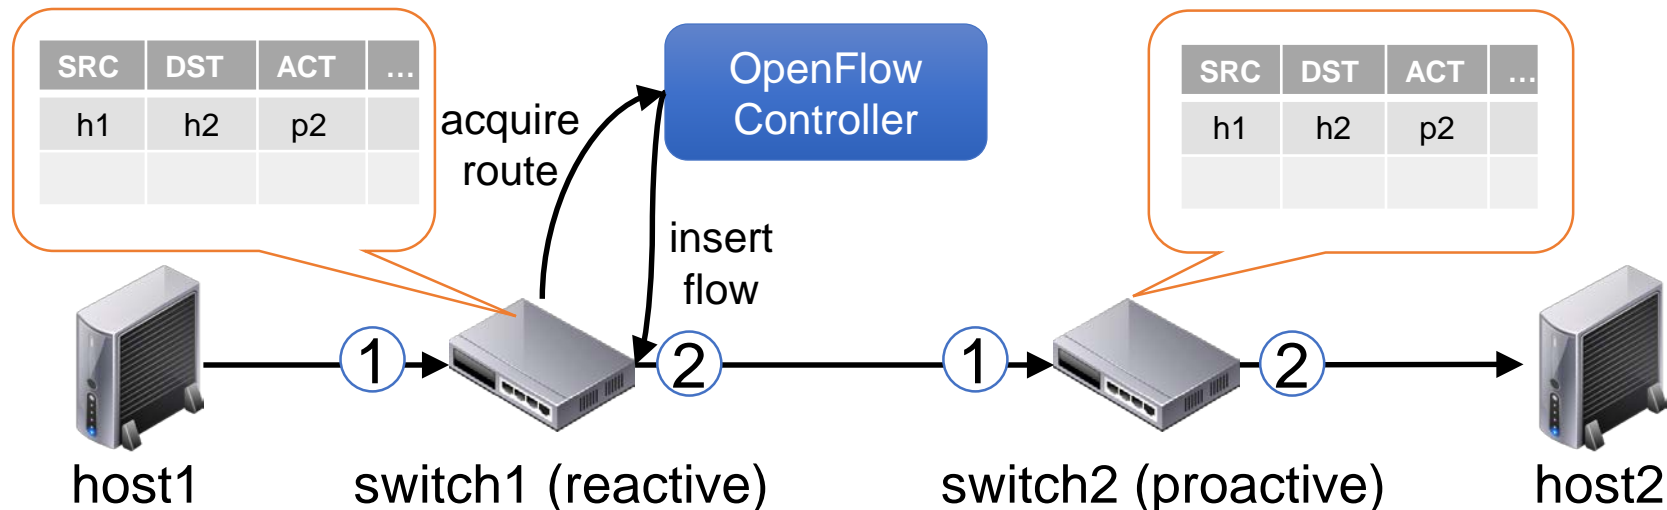 SRC DST ACT ...
h1 h2 p2
acquire
route
OpenFlow
Controller
insert
flow
SRC DST ACT ...
h1 h2 p2
1
2
1
2
host1
switch1 (reactive)
switch2 (proactive)
host2